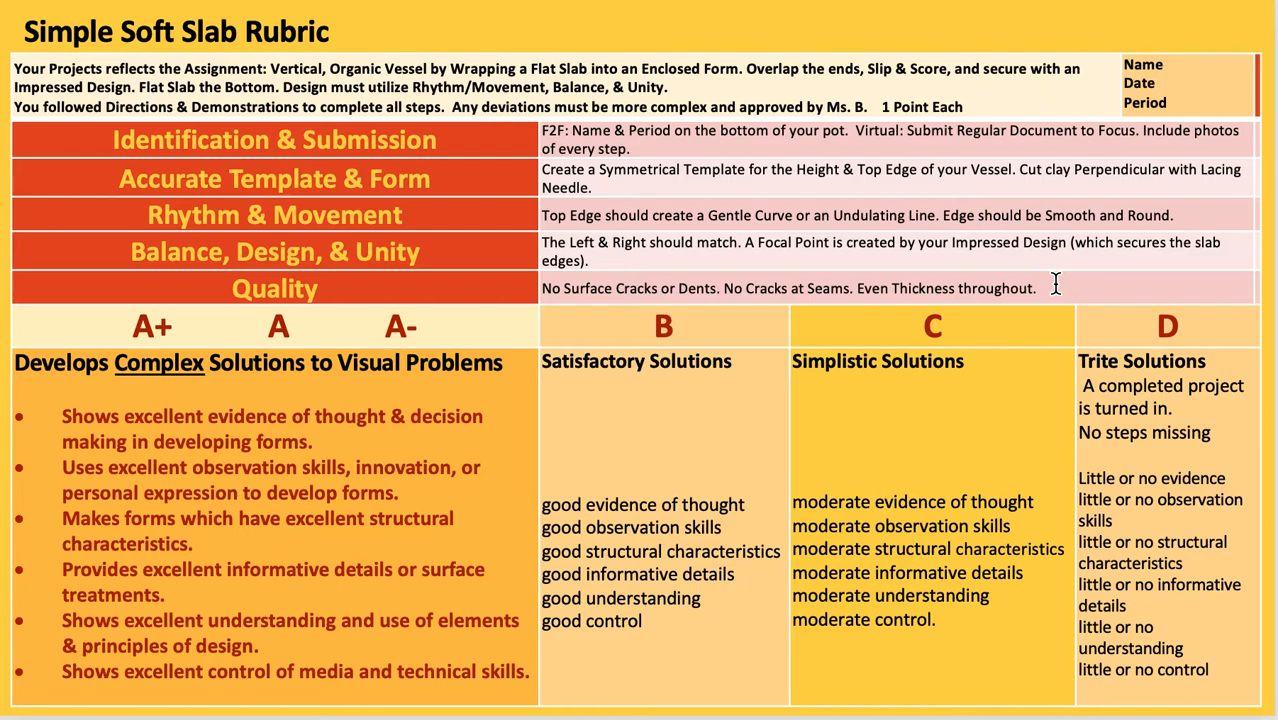 Simple Soft Slab Rubric
Your Projects reflects the Assignment: Vertical, Organic Vessel by Wrapping a Flat Slab into an Enclosed Form. Overlap the ends, Slip & Score, and secure with an
Impressed Design. Flat Slab the Bottom. Design must utilize Rhythm/Movement, Balance, & Unity.
You followed Directions & Demonstrations to complete all steps. Any deviations must be more complex and approved by Ms. B. 1 Point Each
Name
Date
Period
Identification & Submission
F2F: Name & Period on the bottom of your pot. Virtual: Submit Regular Document to Focus. Include photos
of every step.
Accurate Template & Form
Create a Symmetrical Template for the Height & Top Edge of your Vessel. Cut clay Perpendicular with Lacing
Needle.
Rhythm & Movement
Top Edge should create a Gentle Curve or an Undulating Line. Edge should be Smooth and Round.
Balance, Design, & Unity
The Left & Right should match. A Focal Point is created by your Impressed Design (which secures the slab
edges).
Quality
No Surface Cracks or Dents. No Cracks at Seams. Even Thickness throughout.
A+ A A-
B
C
D
Develops Complex Solutions to Visual Problems
• Shows excellent evidence of thought & decision
making in developing forms.
• Uses excellent observation skills, innovation, or
personal expression to develop forms.
• Makes forms which have excellent structural
characteristics.
• Provides excellent informative details or surface
treatments.
• Shows excellent understanding and use of elements
& principles of design.
• Shows excellent control of media and technical skills.
Satisfactory Solutions
good evidence of thought
good observation skills
good structural characteristics
good informative details
good understanding
good control
Simplistic Solutions
moderate evidence of thought
moderate observation skills
moderate structural characteristics
moderate informative details
moderate understanding
moderate control.
Trite Solutions
A completed project
is turned in.
No steps missing
Little or no evidence
little or no observation
skills
little or no structural
characteristics
little or no informative
details
little or no
understanding
little or no control